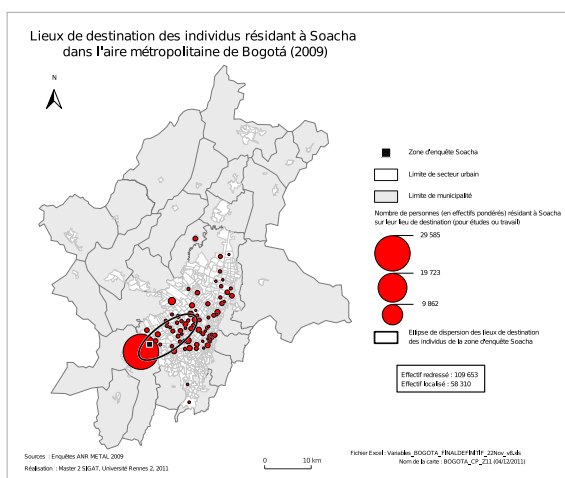 Lieux de destination des individus résidant à Soacha
dans l'aire métropolitaine de Bogotá (2009)
N
Zone d'enquête Soacha
Limite de secteur urbain
Limite de municipalité
Nombre de personnes (en effectifs pondérés) résidant à Soacha
sur leur lieu de destination (pour études ou travail)
29 585
19 723
9 862
Ellipse de dispersion des lieux de destination
des individus de la zone d'enquête Soacha
Effectif redressé : 109 653
Effectif localisé : 58 310
Sources : Enquêtes ANR METAL 2009
Réalisation : Master 2 SIGAT, Université Rennes 2, 2011
0 10 km
Fichier Excel : Variables_BOGOTA_FINALDEFINITIF_22Nov_v8.xls
Nom de la carte : BOGOTA_CP_Z11 (04/12/2011)